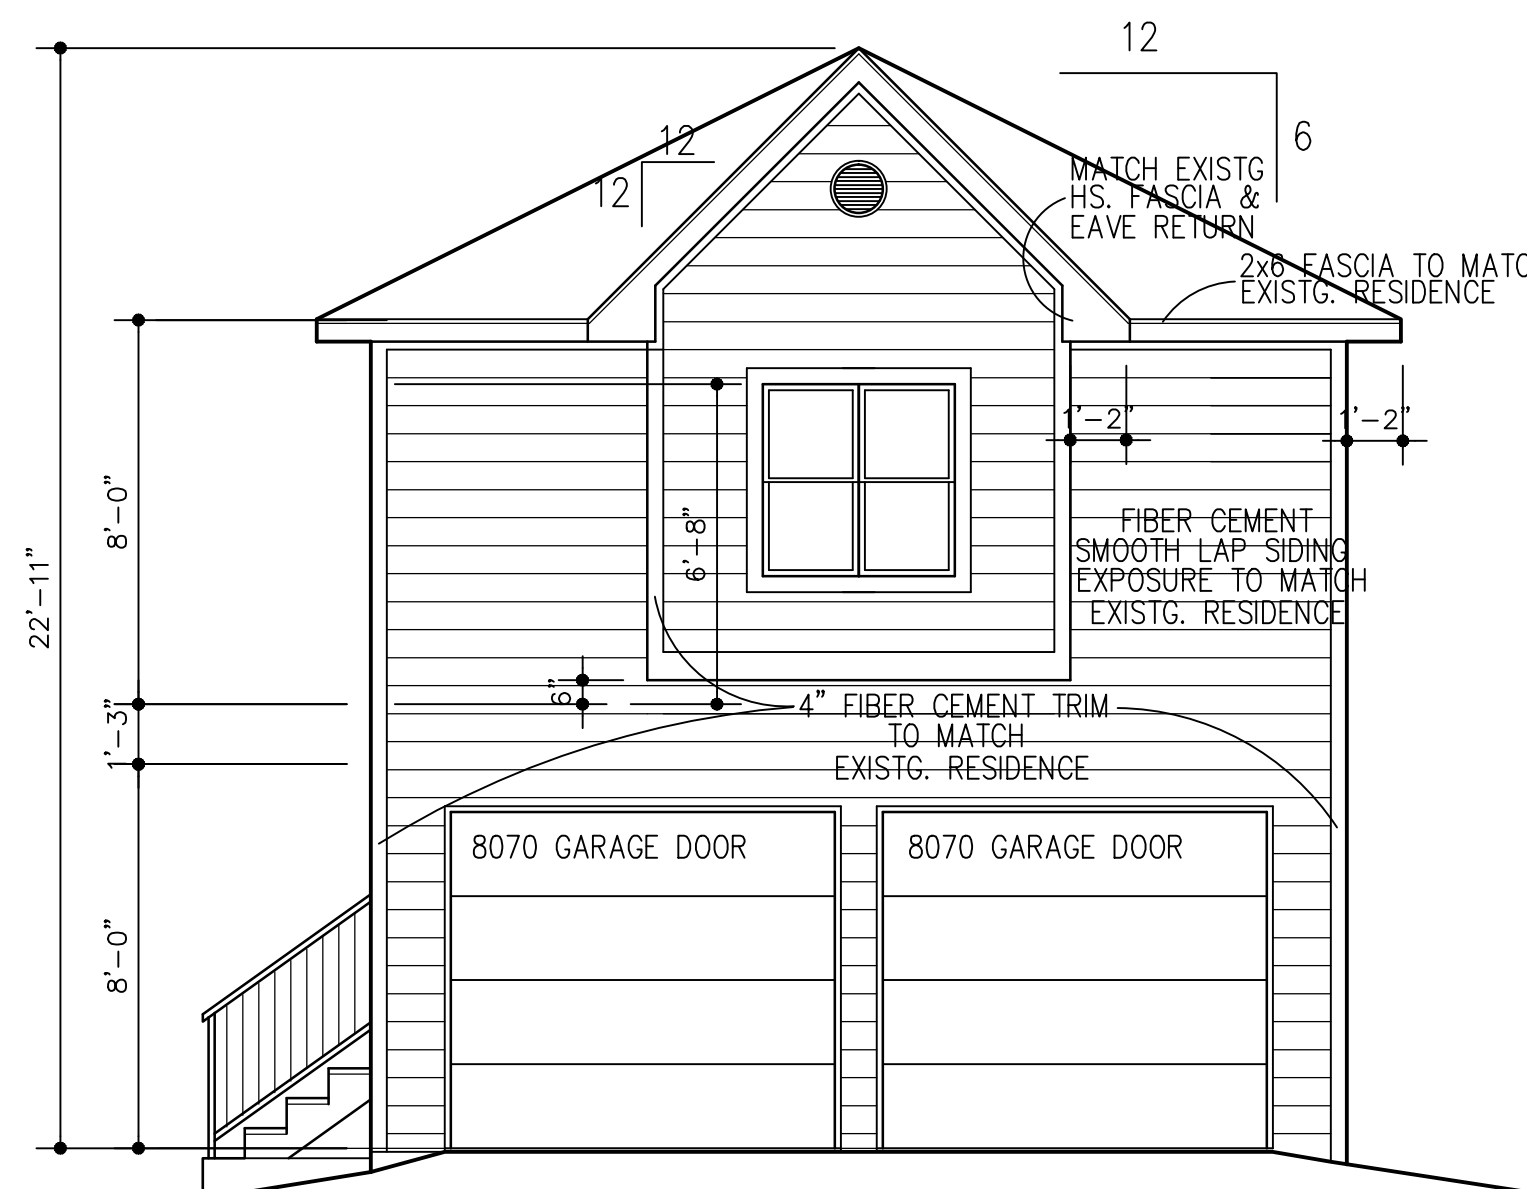 12
6
12
12
MATCH EXISTG
HS. FASCIA &
EAVE RETURN
2x6 FASCIA TO MATC
EXISTG. RESIDENCE
1'-2"
1'-2"
8'-0"
22'-11"
6'-8"
FIBER CEMENT
SMOOTH LAP SIDING
EXPOSURE TO MATCH
EXISTG. RESIDENCE
6"
1'-3"
4" FIBER CEMENT TRIM
TO MATCH
EXISTG. RESIDENCE
8070 GARAGE DOOR
8070 GARAGE DOOR
8'-0"